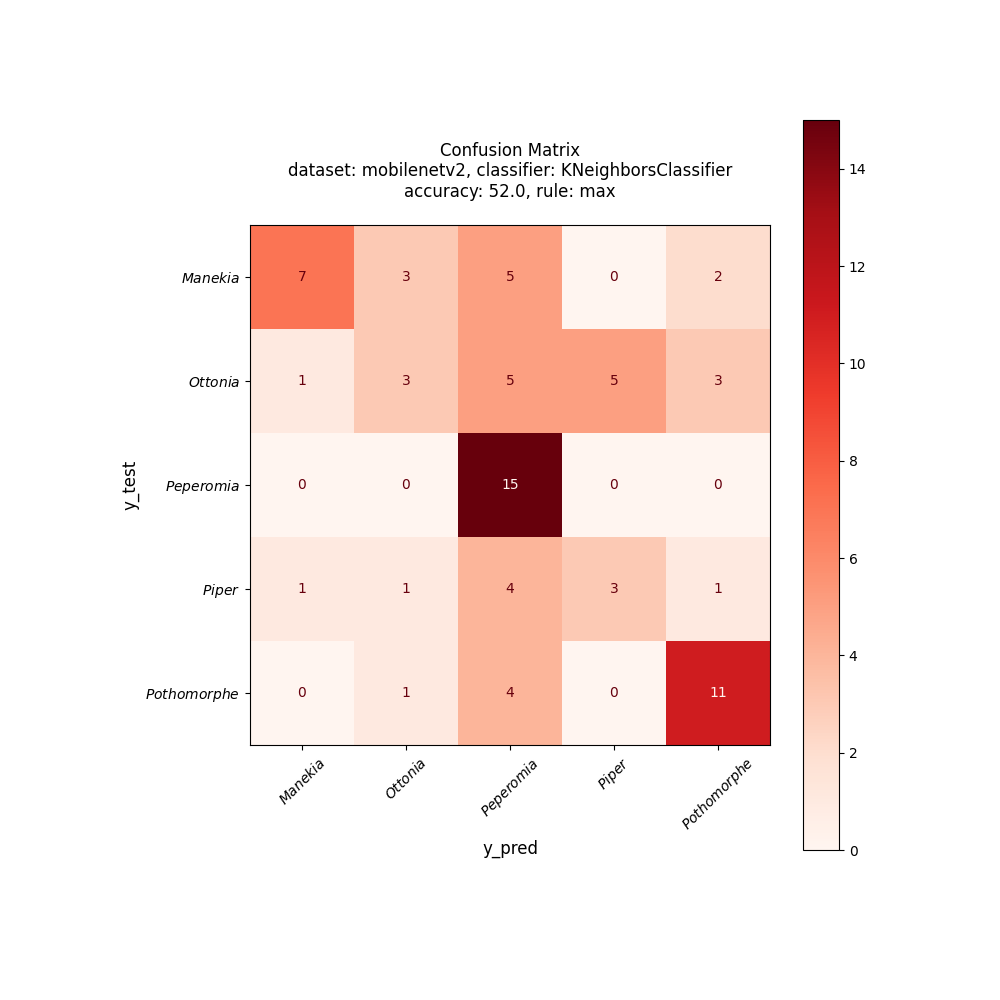 Confusion Matrix
dataset: mobilenetv2, classifier: KNeighborsClassifier
accuracy: 52.0, rule: max
y_test
Manekia 7 3 5 0 2
Ottonia 1 3 5 5 3
Peperomia 0 0 15 0 0
Piper 1 1 4 3 1
Pothomorphe 0 1 4 0 11
Manekia Ottonia Peperomia Piper Pothomorphe
y_pred
14
12
10
8
6
4
2
0